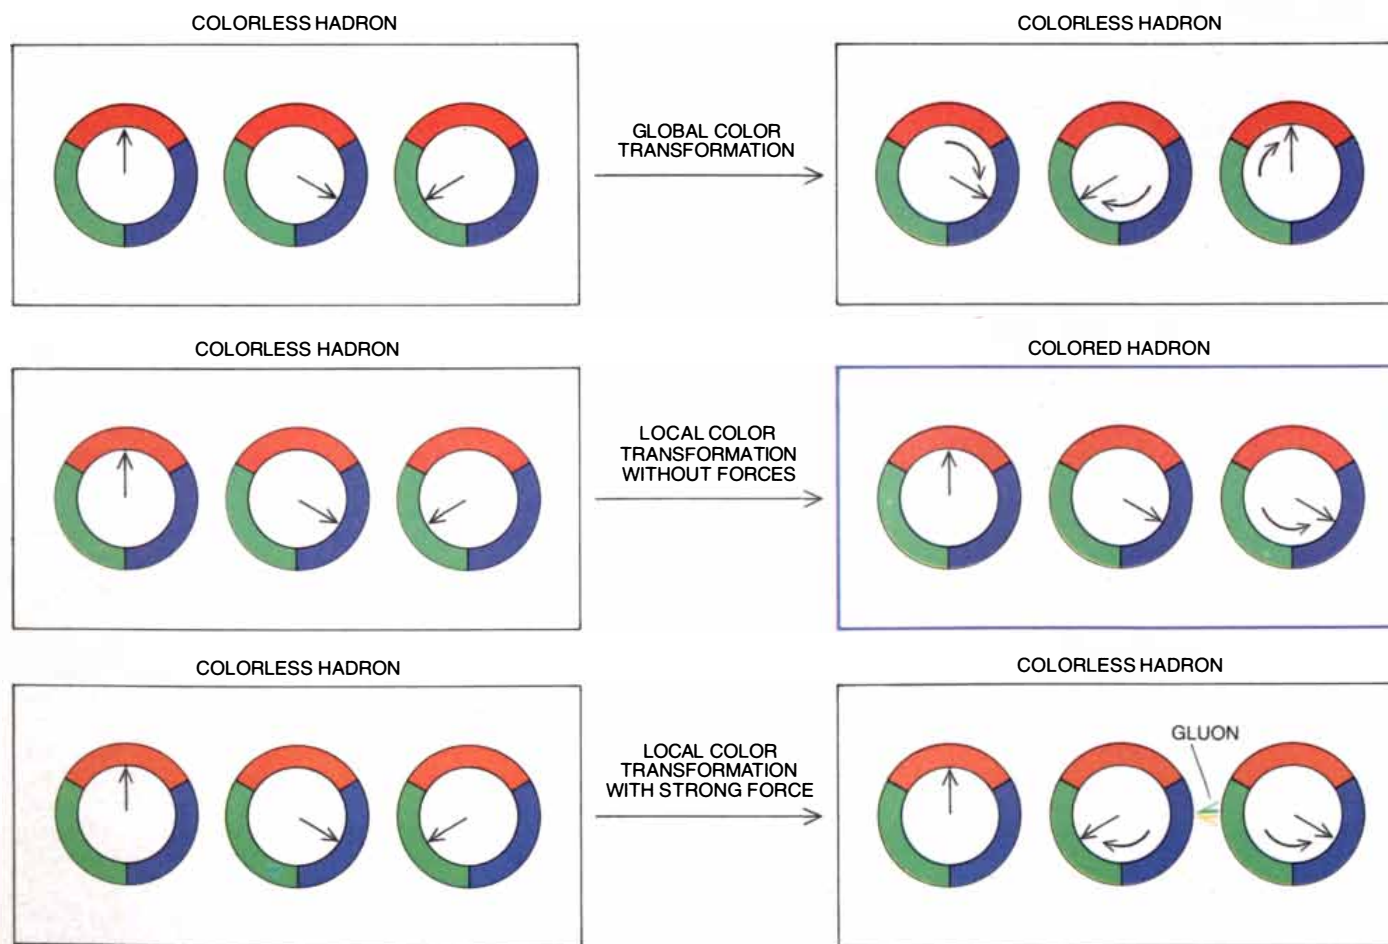 COLORLESS HADRON
COLORLESS HADRON
GLOBAL COLOR
TRANSFORMATION
COLORLESS HADRON
COLORED HADRON
LOCAL COLOR
TRANSFORMATION
WITHOUT FORCES
COLORLESS HADRON
COLORLESS HADRON
LOCAL COLOR
TRANSFORMATION
WITH STRONG FORCE
GLUON